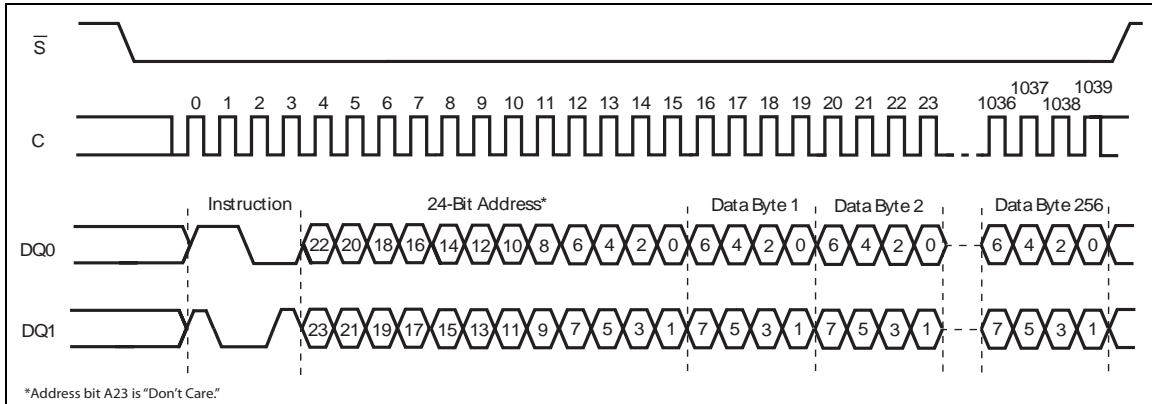 S
0 1 2 3 4 5 6 7 8 9 10 11 12 13 14 15 16 17 18 19 20 21 22 23 1036 1037 1038 1039
C
Instruction 24-Bit Address* Data Byte 1 Data Byte 2 Data Byte 256
DQ0 22 20 18 16 14 12 10 8 6 4 2 0 6 4 2 0 6 4 2 0 6 4 2 0
DQ1 23 21 19 17 15 13 11 9 7 5 3 1 7 5 3 1 7 5 3 1 7 5 3 1
*Address bit A23 is “Don’t Care.”